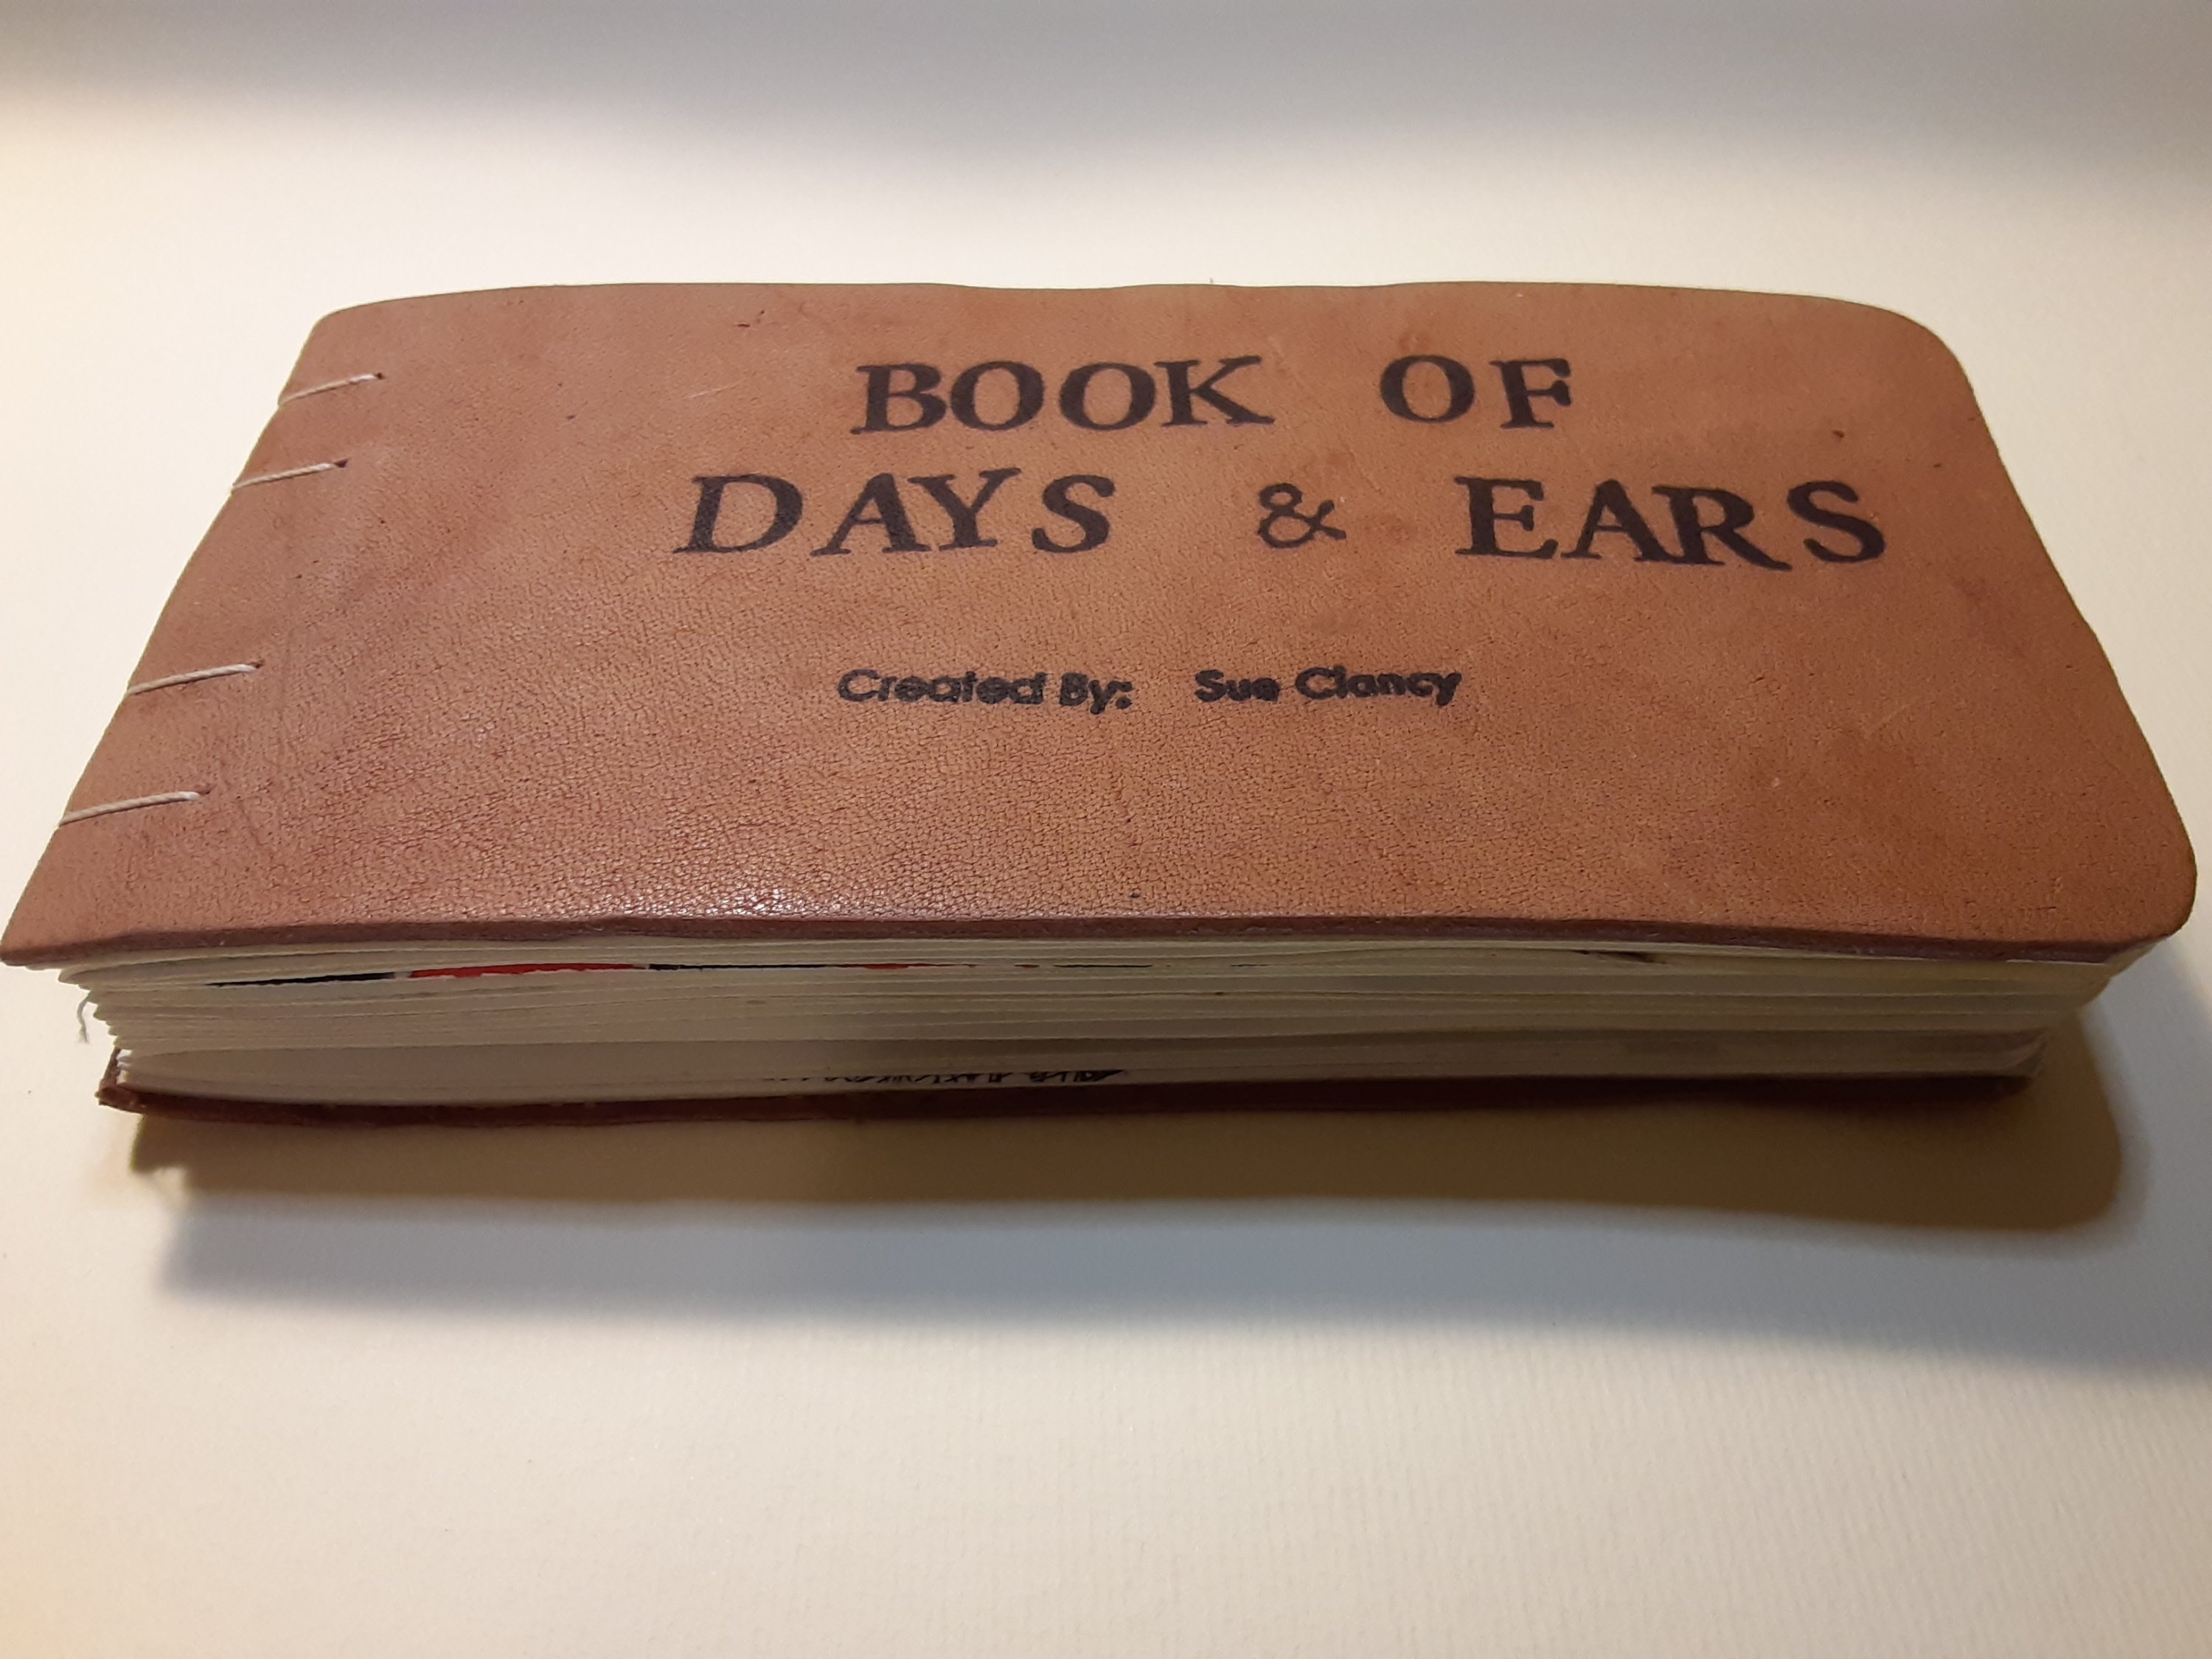 BOOK OF
DAYS & EARS
Created By: Sue Clancy